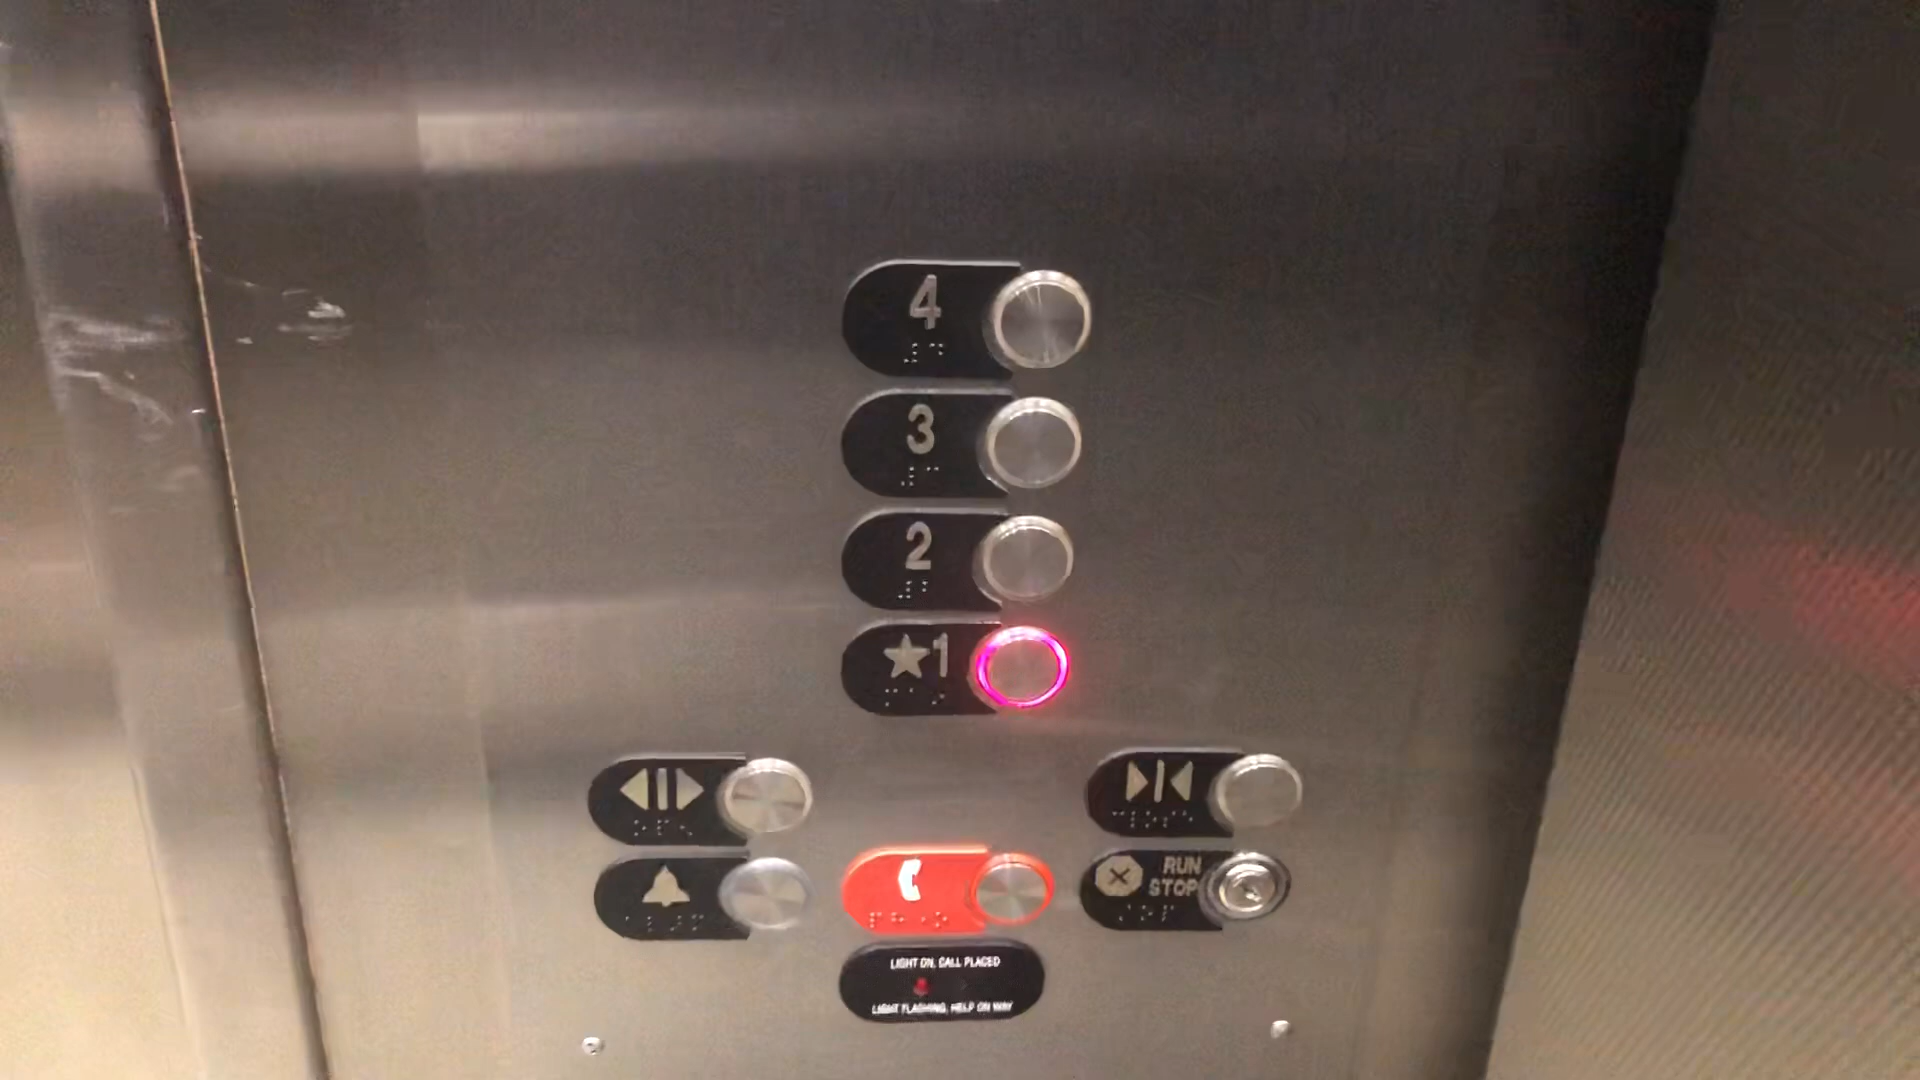 4
3
2
★1
RUN
STOP
LIGHT ON, CALL PLACED
LIGHT FLASHING, HELP ON WAY